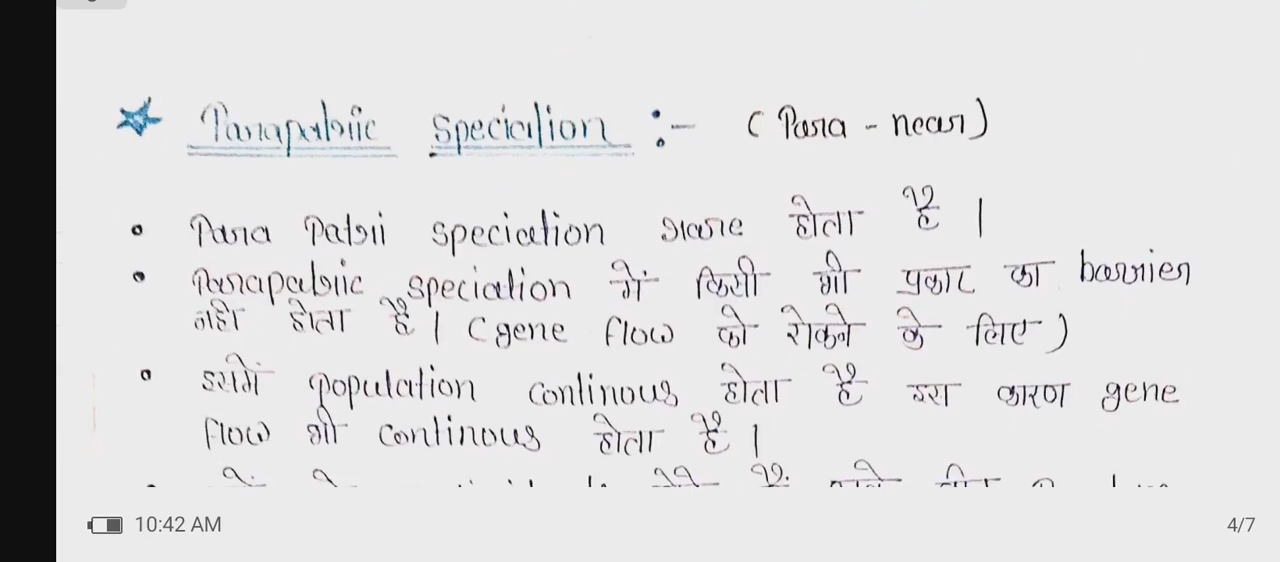 Parapatric Speciation :- (Para - near)
• Para Patri speciation rare होता है |
• Parapatric speciation में किसी भी प्रकार का barrier
नही होता है | (gene flow को रोकने के लिए)
• इसमें population continous होता है इस कारण gene
flow भी continous होता है |
10:42 AM
4/7